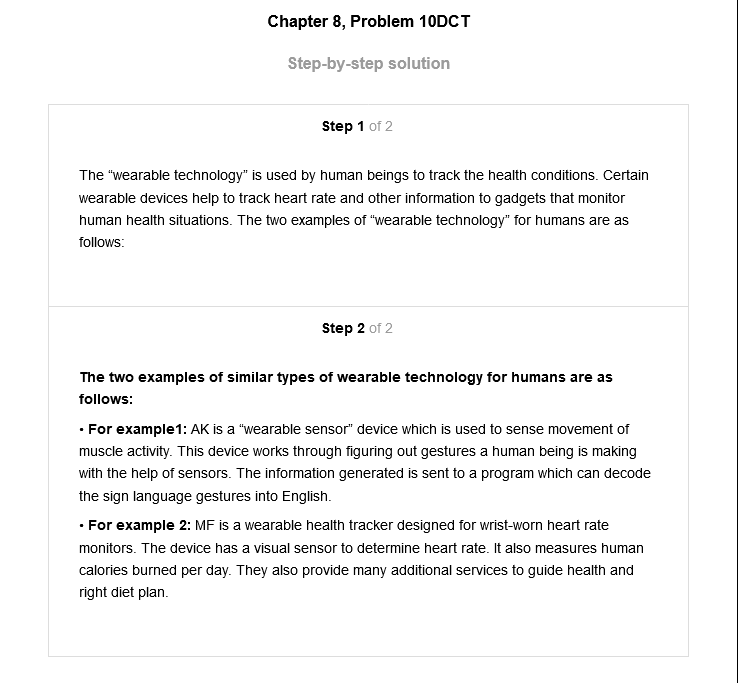 Chapter 8, Problem 10DCT
Step-by-step solution
Step 1 of 2
The “wearable technology” is used by human beings to track the health conditions. Certain
wearable devices help to track heart rate and other information to gadgets that monitor
human health situations. The two examples of “wearable technology” for humans are as
follows:
Step 2 of 2
The two examples of similar types of wearable technology for humans are as
follows:
• For example1: AK is a “wearable sensor” device which is used to sense movement of
muscle activity. This device works through figuring out gestures a human being is making
with the help of sensors. The information generated is sent to a program which can decode
the sign language gestures into English.
• For example 2: MF is a wearable health tracker designed for wrist-worn heart rate
monitors. The device has a visual sensor to determine heart rate. It also measures human
calories burned per day. They also provide many additional services to guide health and
right diet plan.